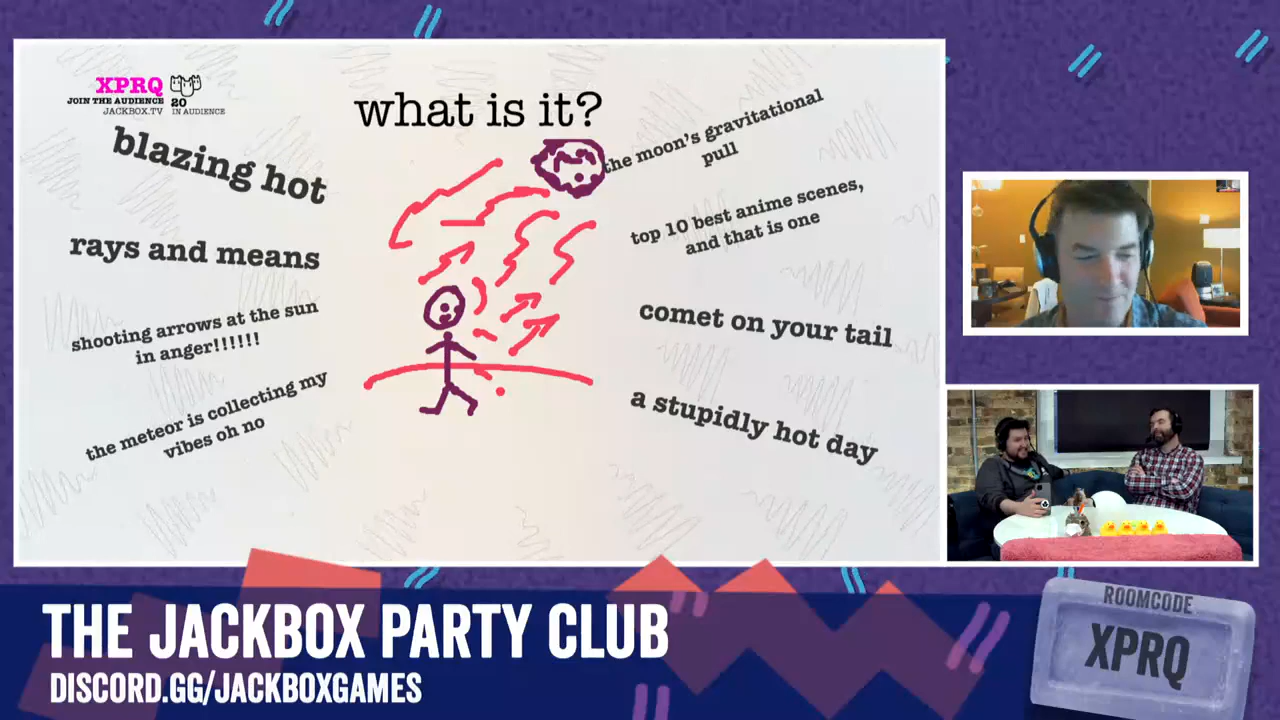 XPRQ
JOIN THE AUDIENCE
JACKBOX.TV
20
IN AUDIENCE
what is it?
blazing hot
rays and means
shooting arrows at the sun
in anger!!!!!!
the meteor is collecting my
vibes oh no
the moon's gravitational
pull
top 10 best anime scenes,
and that is one
comet on your tail
a stupidly hot day
THE JACKBOX PARTY CLUB
DISCORD.GG/JACKBOXGAMES
ROOMCODE
XPRQ